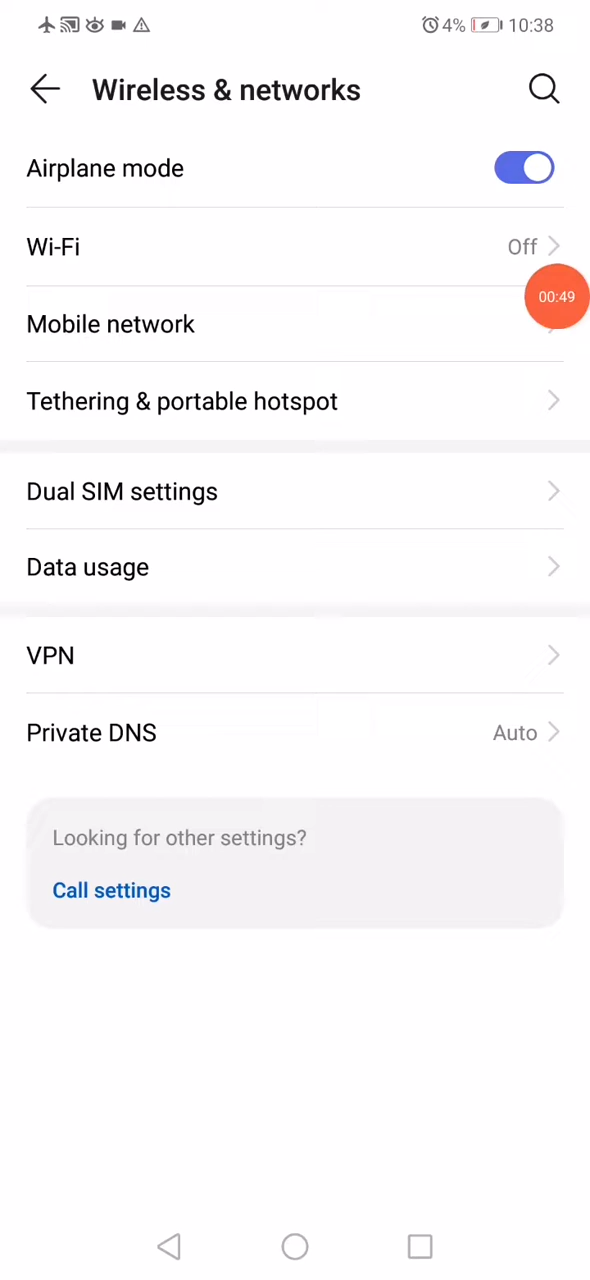 4% 10:38
Wireless & networks
Airplane mode
Wi-Fi Off
00:49
Mobile network
Tethering & portable hotspot
Dual SIM settings
Data usage
VPN
Private DNS Auto
Looking for other settings?
Call settings